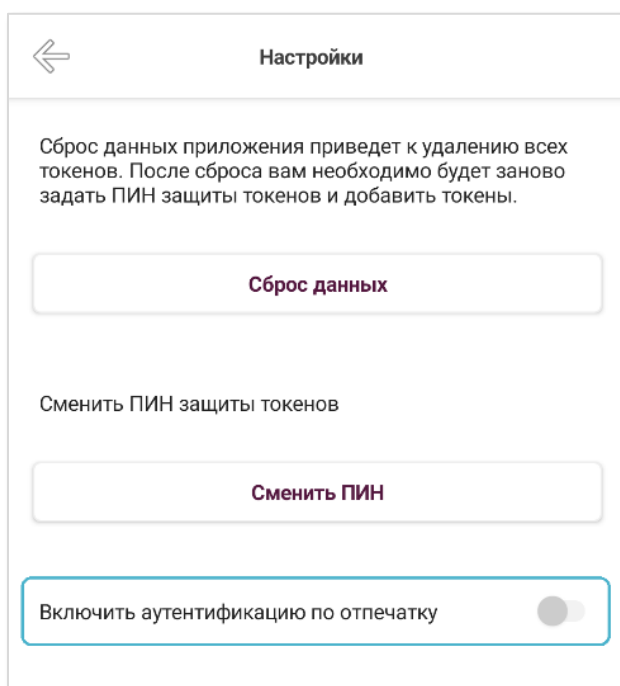 Настройки
Сброс данных приложения приведет к удалению всех
токенов. После сброса вам необходимо будет заново
задать ПИН защиты токенов и добавить токены.
Сброс данных
Сменить ПИН защиты токенов
Сменить ПИН
Включить аутентификацию по отпечатку